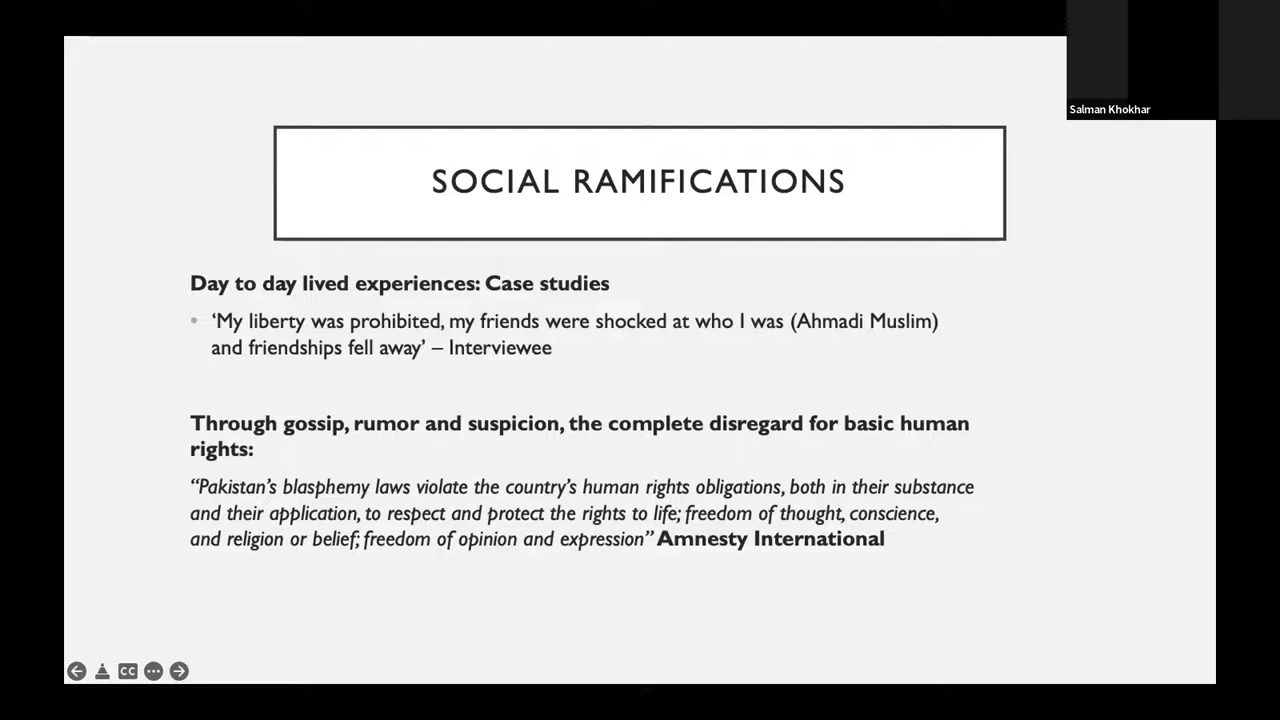 Salman Khokhar
SOCIAL RAMIFICATIONS
Day to day lived experiences: Case studies
• ‘My liberty was prohibited, my friends were shocked at who I was (Ahmadi Muslim)
and friendships fell away’ – Interviewee
Through gossip, rumor and suspicion, the complete disregard for basic human
rights:
“Pakistan’s blasphemy laws violate the country’s human rights obligations, both in their substance
and their application, to respect and protect the rights to life; freedom of thought, conscience,
and religion or belief; freedom of opinion and expression” Amnesty International
CC